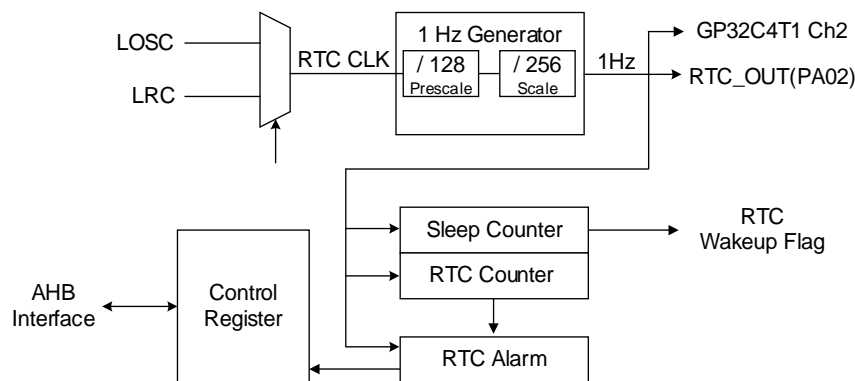 LOSC
LRC
RTC CLK
1 Hz Generator
/ 128
Prescale
/ 256
Scale
1Hz
GP32C4T1 Ch2
RTC_OUT(PA02)
Sleep Counter
RTC Counter
RTC Alarm
RTC
Wakeup Flag
AHB
Interface
Control
Register